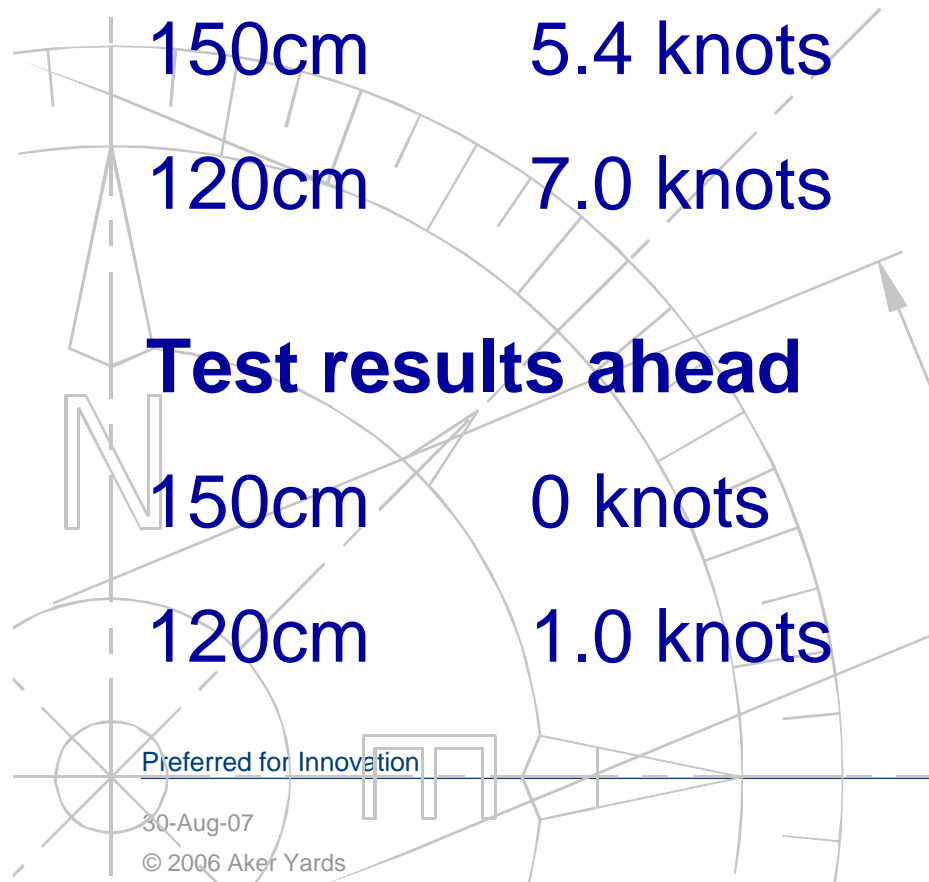 150cm 5.4 knots
120cm 7.0 knots
Test results ahead
150cm 0 knots
120cm 1.0 knots
N
E
Preferred for Innovation
30-Aug-07
© 2006 Aker Yards